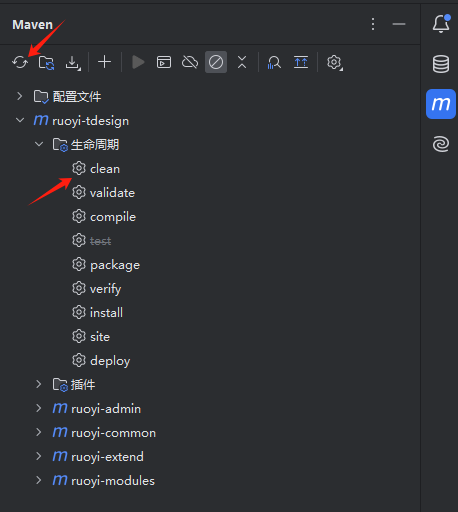 Maven
配置文件
m ruoyi-tdesign
生命周期
clean
validate
compile
test
package
verify
install
site
deploy
插件
m ruoyi-admin
m ruoyi-common
m ruoyi-extend
m ruoyi-modules
m